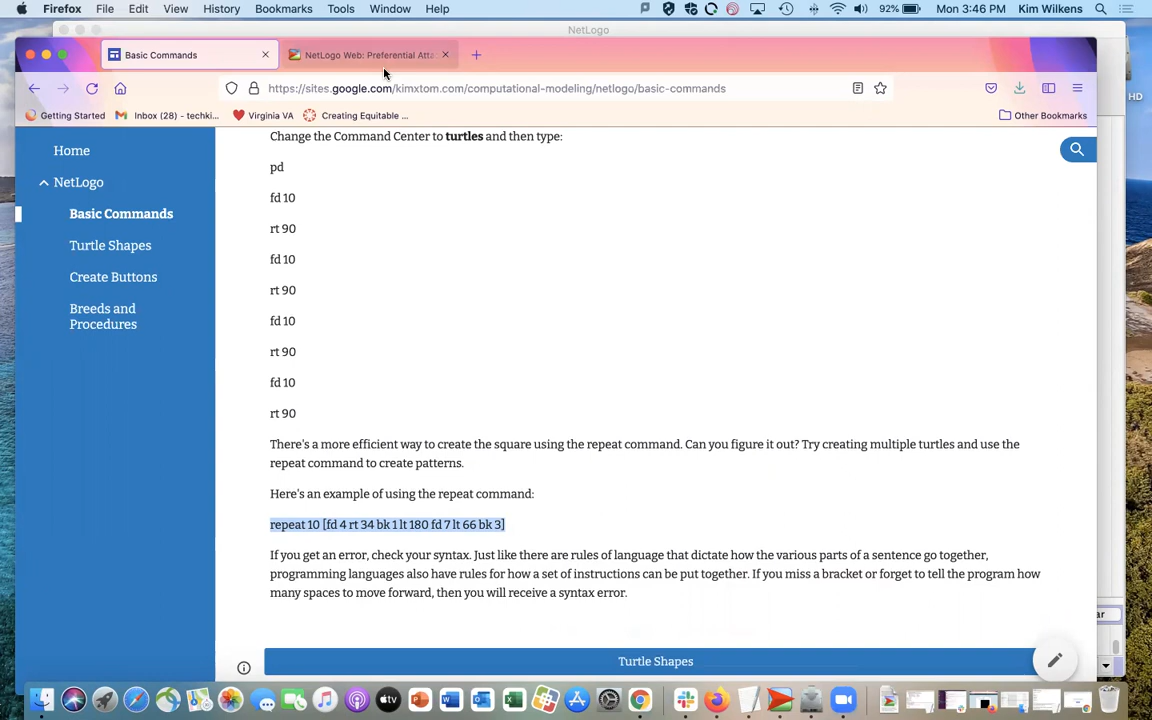 Firefox File Edit View History Bookmarks Tools Window Help 92% Mon 3:46 PM Kim Wilkens
NetLogo
Basic Commands NetLogo Web: Preferential Atta
https://sites.google.com/kimxtom.com/computational-modeling/netlogo/basic-commands
Getting Started Inbox (28) - techki... Virginia VA Creating Equitable ... Other Bookmarks
HD
Home
NetLogo
Basic Commands
Turtle Shapes
Create Buttons
Breeds and
Procedures
Change the Command Center to turtles and then type:
pd
fd 10
rt 90
fd 10
rt 90
fd 10
rt 90
fd 10
rt 90
There's a more efficient way to create the square using the repeat command. Can you figure it out? Try creating multiple turtles and use the
repeat command to create patterns.
Here's an example of using the repeat command:
repeat 10 [fd 4 rt 34 bk 1 lt 180 fd 7 lt 66 bk 3]
If you get an error, check your syntax. Just like there are rules of language that dictate how the various parts of a sentence go together,
programming languages also have rules for how a set of instructions can be put together. If you miss a bracket or forget to tell the program how
many spaces to move forward, then you will receive a syntax error.
ar
Turtle Shapes
tv